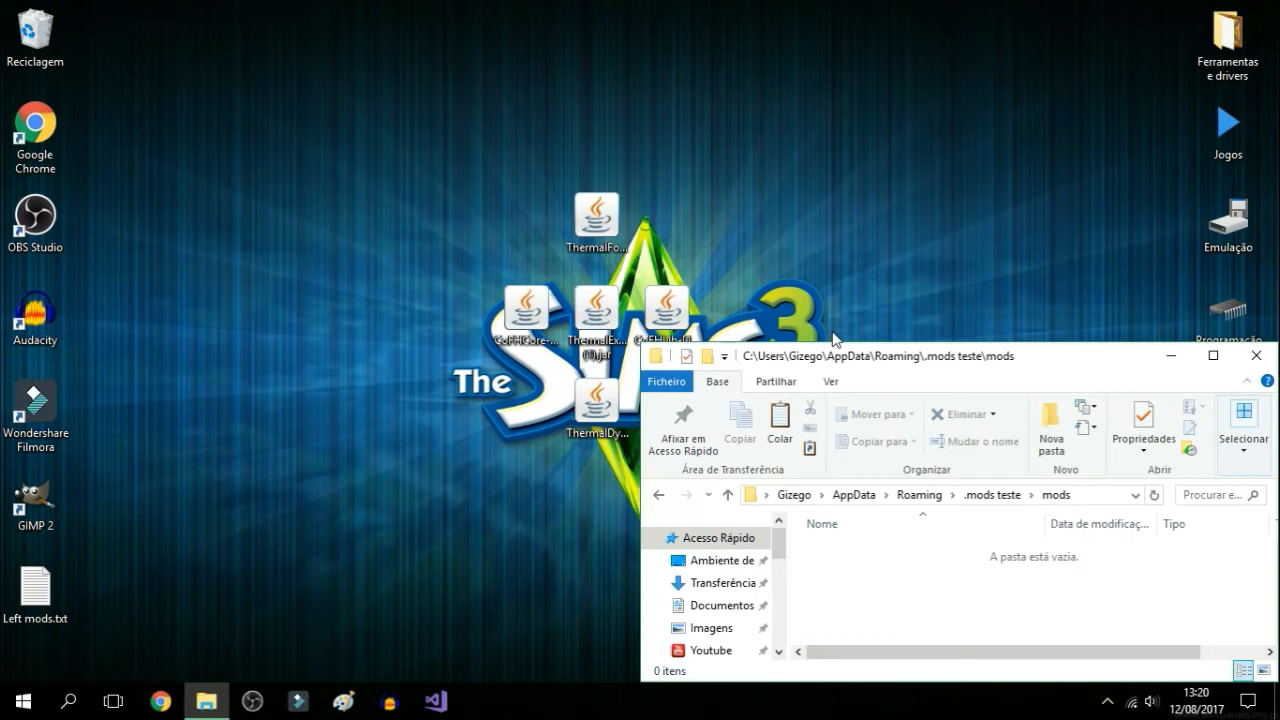 Reciclagem
Google
Chrome
OBS Studio
Audacity
Wondershare
Filmora
GIMP 2
Left mods.txt
ThermalFo...
CoFHCore-...
ThermalEx...
(1).jar
ThermalDy...
The
3
Ferramentas
e drivers
Jogos
Emulação
C:\Users\Gizego\AppData\Roaming\.mods teste\mods
Ficheiro
Base
Partilhar
Ver
Afixar em
Acesso Rápido
Copiar
Colar
Área de Transferência
Mover para
Copiar para
Eliminar
Mudar o nome
Organizar
Nova
pasta
Novo
Propriedades
Abrir
Selecionar
Gizego
AppData
Roaming
.mods teste
mods
Procurar e...
Nome
Data de modificaç...
Tipo
A pasta está vazia.
Acesso Rápido
Ambiente de
Transferência
Documentos
Imagens
Youtube
0 itens
13:20
12/08/2017